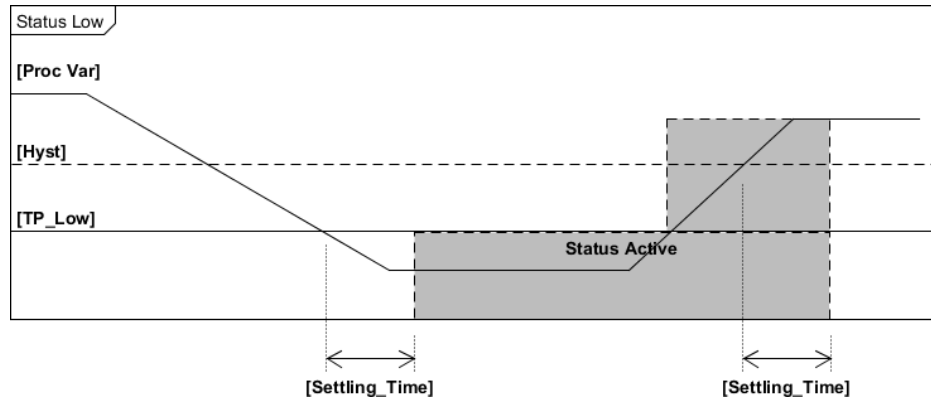 Status Low
[Proc Var]
[Hyst]
[TP_Low]
Status Active
[Settling_Time]
[Settling_Time]